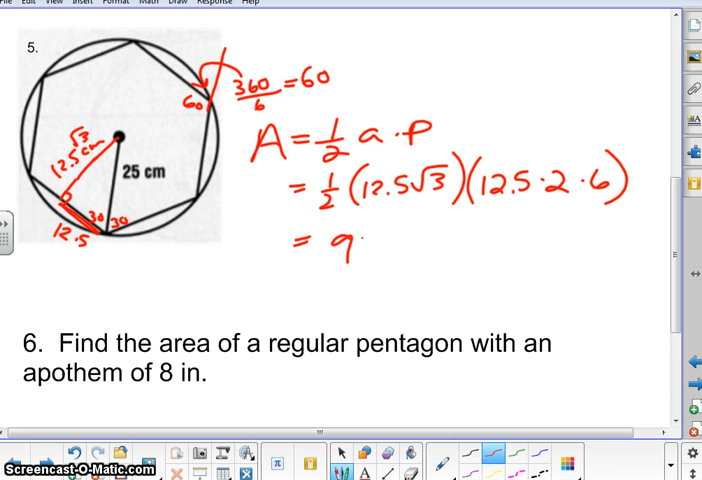 File Edit View Insert Format Math Draw Response Help
5.
360/6 = 60
60
A = 1/2 a · P
√3
12.5 cm
25 cm
= 1/2 (12.5√3)(12.5 · 2 · 6)
30 30
12.5
= 9
6. Find the area of a regular pentagon with an
apothem of 8 in.
Screencast-O-Matic.com